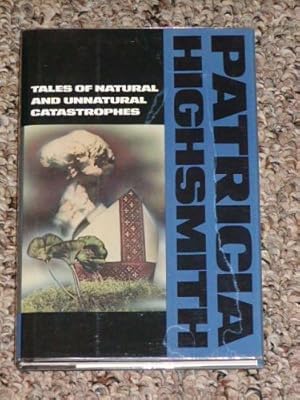 TALES OF NATURAL
AND UNNATURAL
CATASTROPHES
PATRICIA
HIGHSMITH